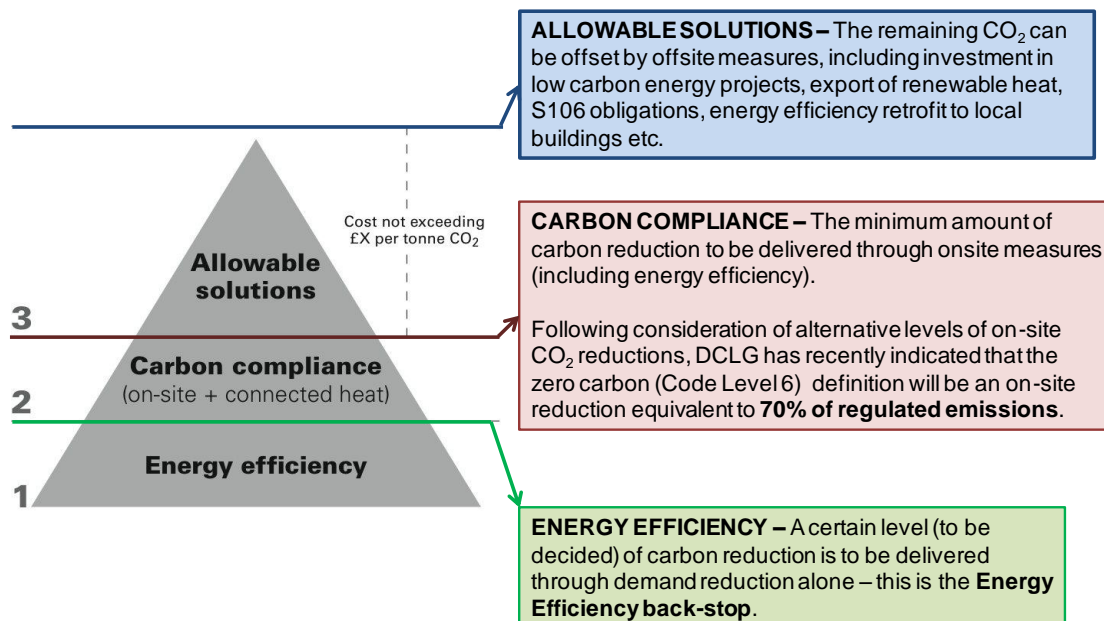 ALLOWABLE SOLUTIONS – The remaining CO₂ can
be offset by offsite measures, including investment in
low carbon energy projects, export of renewable heat,
S106 obligations, energy efficiency retrofit to local
buildings etc.
Cost not exceeding
£X per tonne CO₂
Allowable
solutions
3
CARBON COMPLIANCE – The minimum amount of
carbon reduction to be delivered through onsite measures
(including energy efficiency).
Following consideration of alternative levels of on-site
CO₂ reductions, DCLG has recently indicated that the
zero carbon (Code Level 6) definition will be an on-site
reduction equivalent to 70% of regulated emissions.
Carbon compliance
(on-site + connected heat)
2
Energy efficiency
1
ENERGY EFFICIENCY – A certain level (to be
decided) of carbon reduction is to be delivered
through demand reduction alone – this is the Energy
Efficiency back-stop.